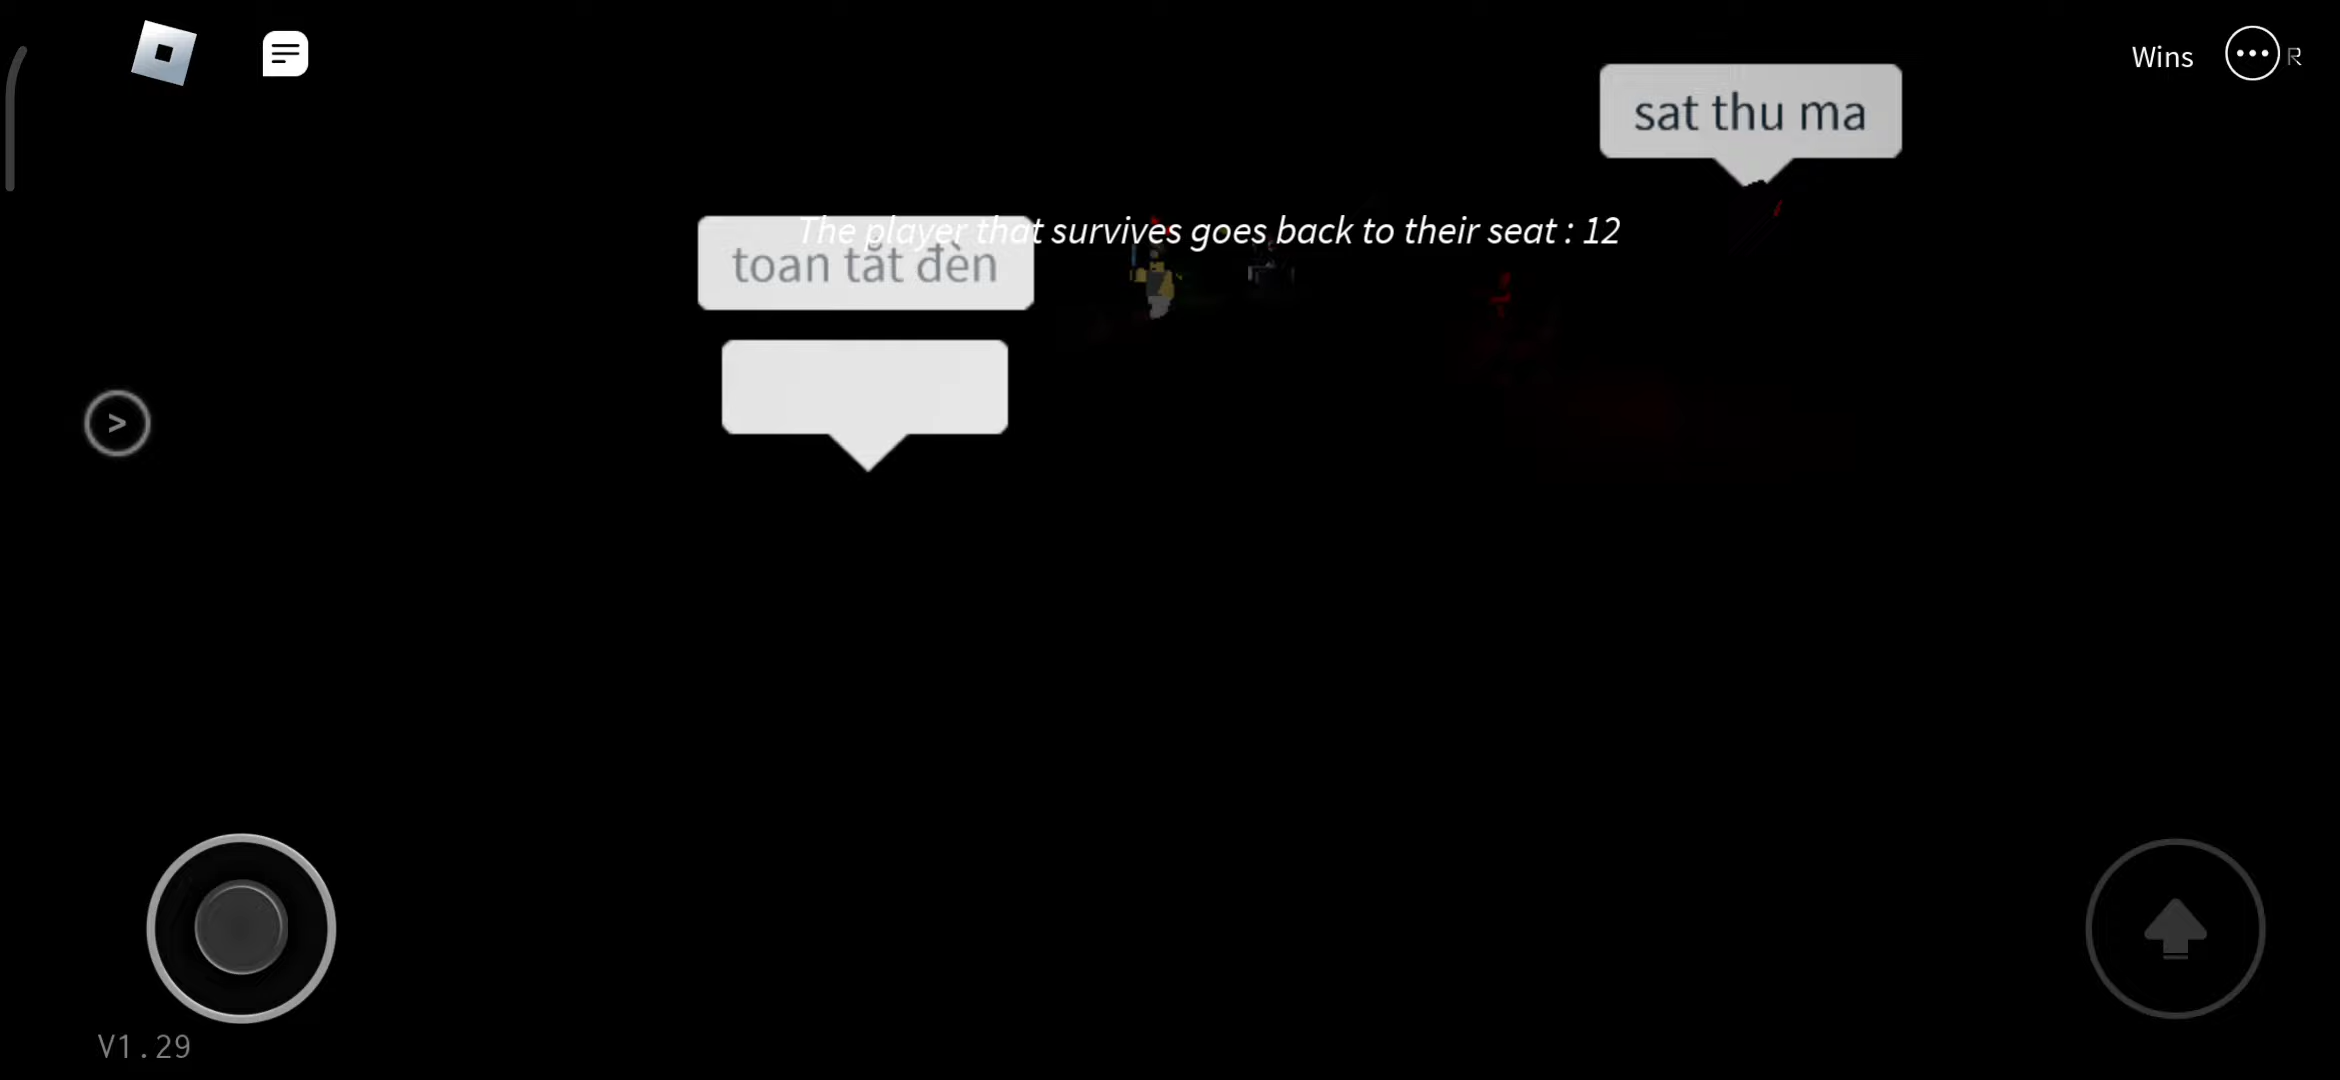 Wins
R
sat thu ma
The player that survives goes back to their seat : 12
toan tắt đèn
>
V1.29